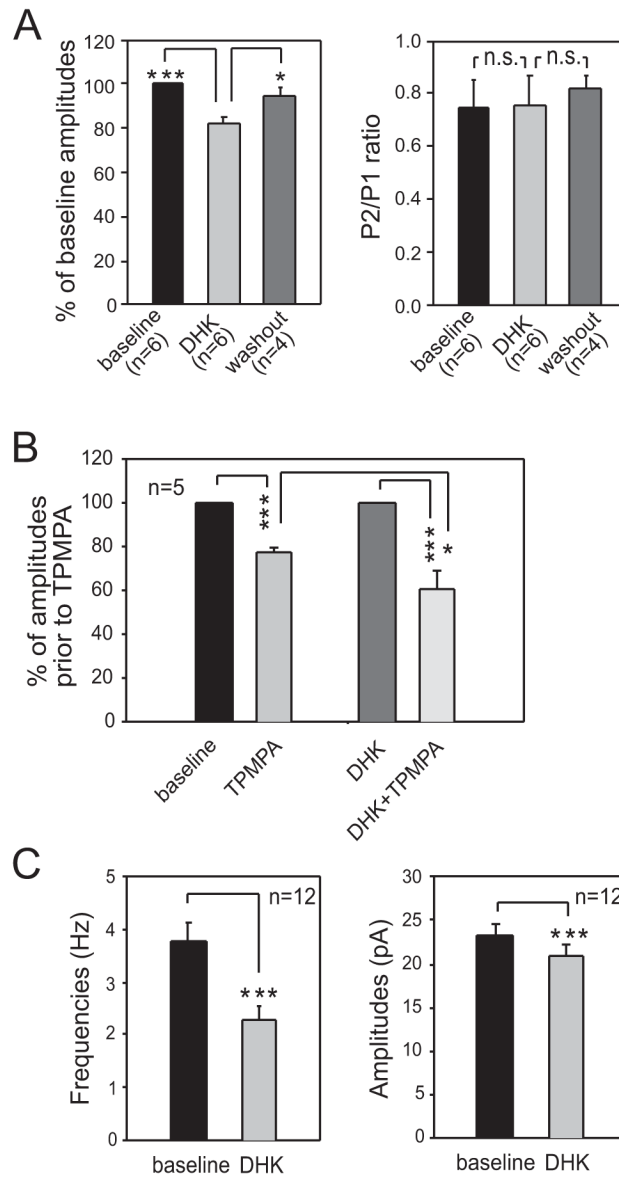 A
% of baseline amplitudes
120
100
80
60
40
20
0
***
*
baseline
(n=6)
DHK
(n=6)
washout
(n=4)
P2/P1 ratio
1.0
0.8
0.6
0.4
0.2
0.0
n.s.
n.s.
baseline
(n=6)
DHK
(n=6)
washout
(n=4)
B
% of amplitudes
prior to TPMPA
120
100
80
60
40
20
0
n=5
***
***
*
baseline
TPMPA
DHK
DHK+TPMPA
C
Frequencies (Hz)
5
4
3
2
1
0
n=12
***
baseline DHK
Amplitudes (pA)
30
25
20
15
10
5
0
n=12
***
baseline DHK